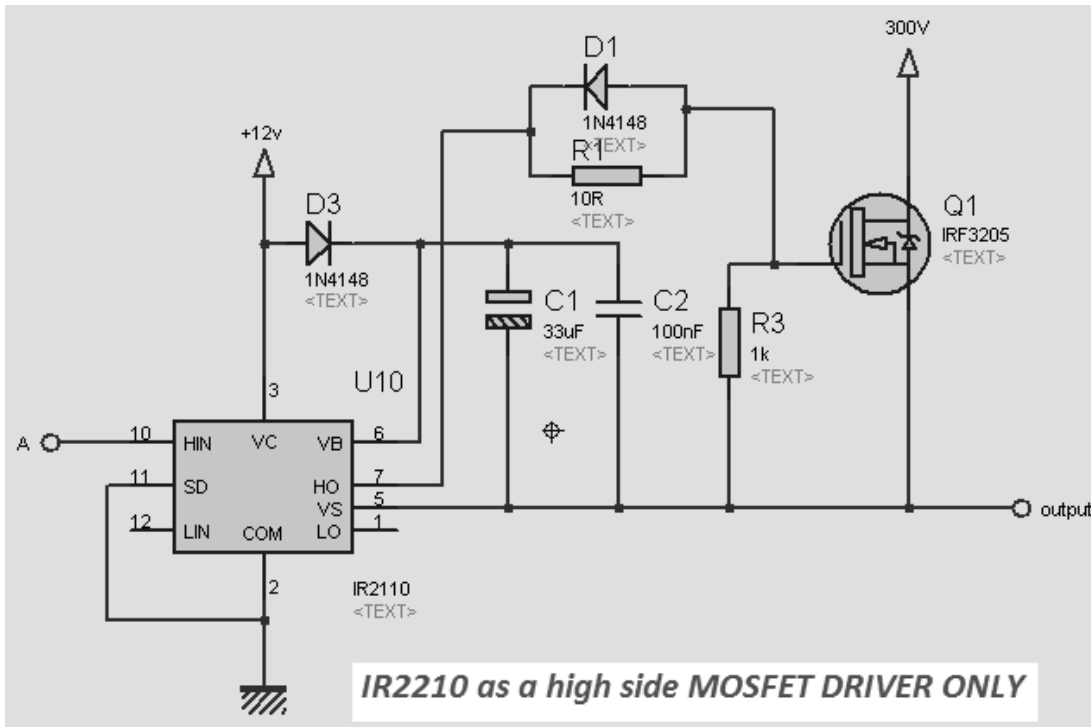 300V
D1
1N4148
<TEXT>
R1
10R
<TEXT>
+12v
D3
1N4148
<TEXT>
Q1
IRF3205
<TEXT>
C1
33uF
<TEXT>
C2
100nF
<TEXT>
R3
1k
<TEXT>
3
U10
A
10
HIN
VC
VB
6
11
SD
HO
7
VS
5
output
12
LIN
COM
LO
1
2
IR2110
<TEXT>
IR2210 as a high side MOSFET DRIVER ONLY